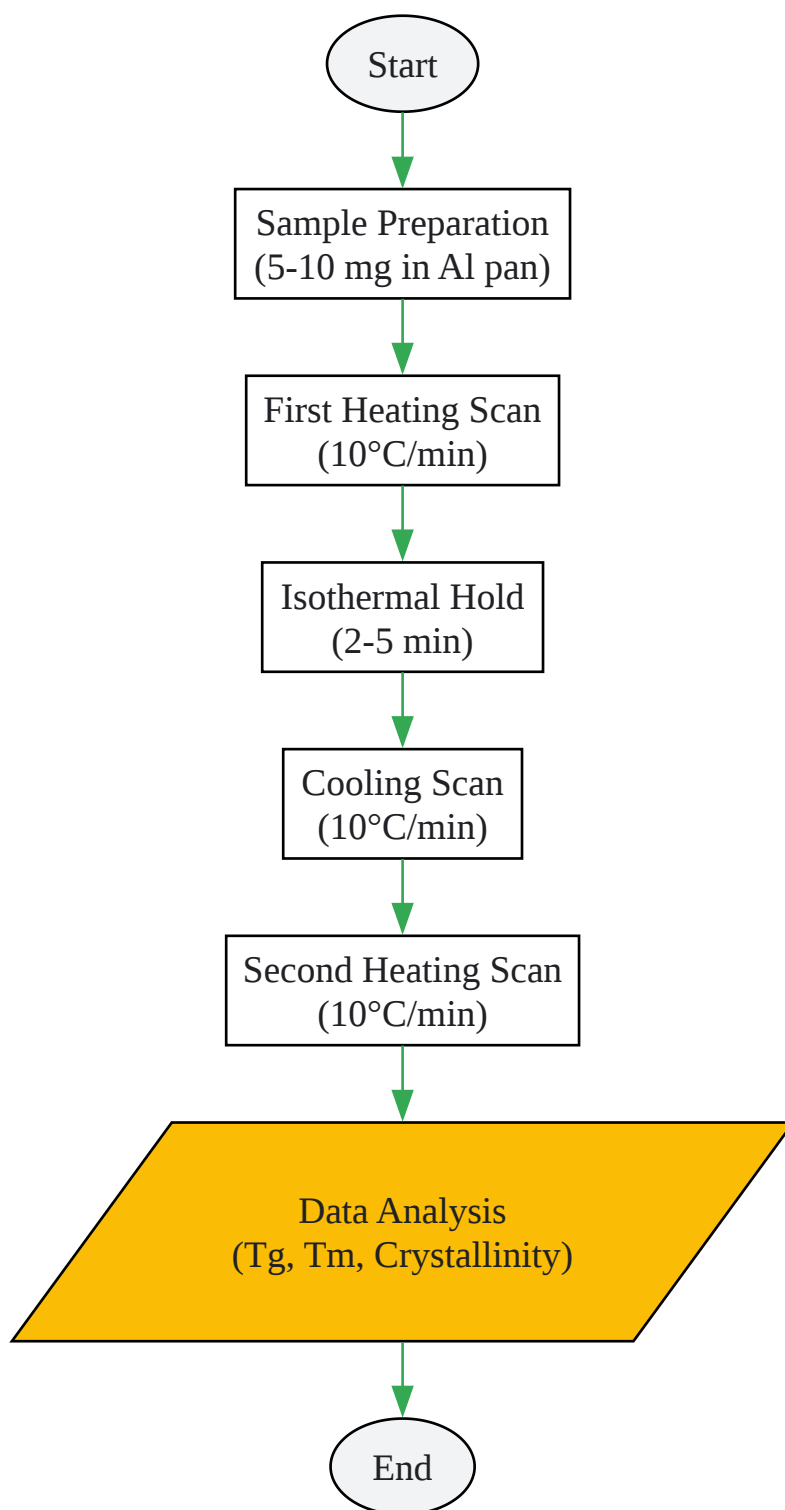 Start
Sample Preparation
(5-10 mg in Al pan)
First Heating Scan
(10°C/min)
Isothermal Hold
(2-5 min)
Cooling Scan
(10°C/min)
Second Heating Scan
(10°C/min)
Data Analysis
(Tg, Tm, Crystallinity)
End